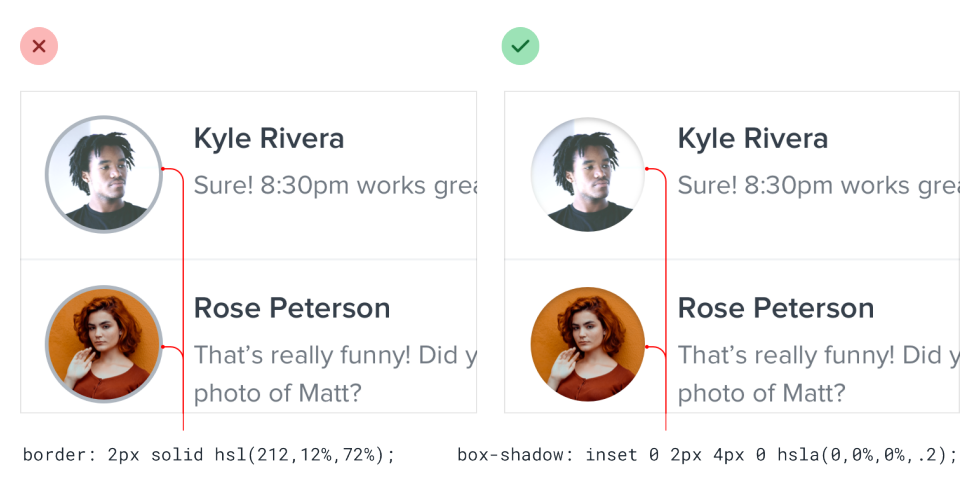 Kyle Rivera
Sure! 8:30pm works grea
Rose Peterson
That's really funny! Did y
photo of Matt?
border: 2px solid hsl(212,12%,72%);
Kyle Rivera
Sure! 8:30pm works grea
Rose Peterson
That's really funny! Did y
photo of Matt?
box-shadow: inset 0 2px 4px 0 hsla(0,0%,0%,.2);